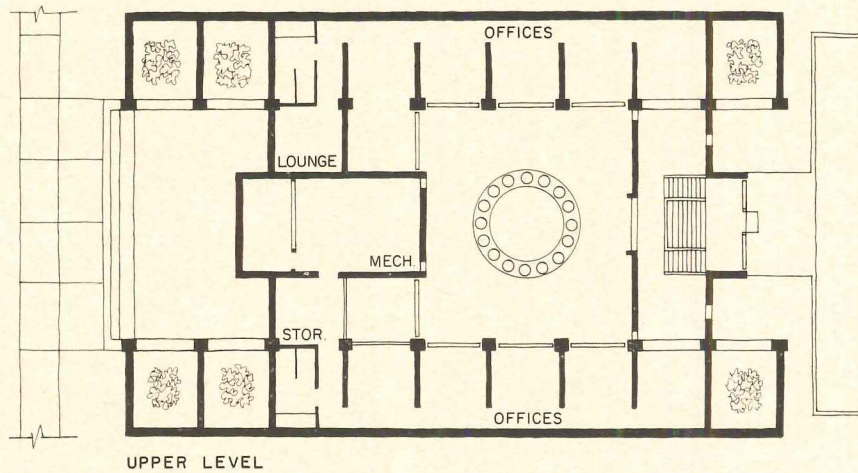 OFFICES
LOUNGE
MECH.
STOR.
OFFICES
UPPER LEVEL